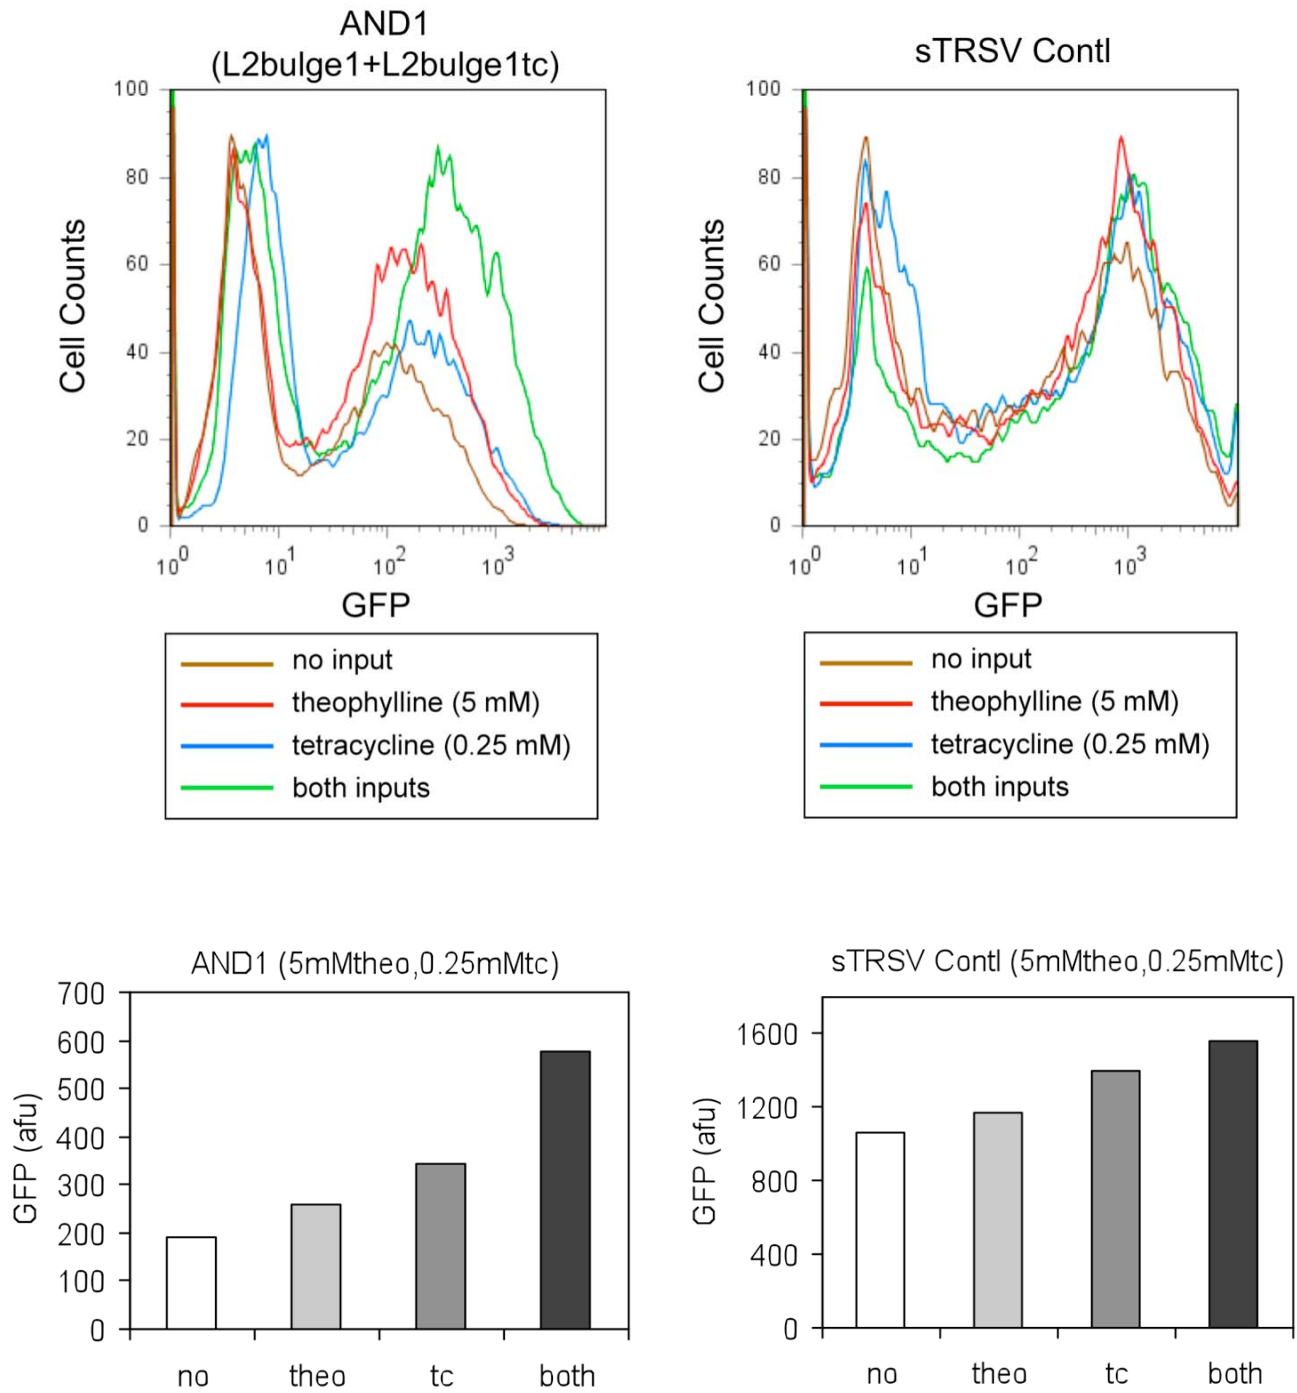 AND1
(L2bulge1+L2bulge1tc)
100
80
60
40
20
0
Cell Counts
10^0 10^1 10^2 10^3
GFP
no input
theophylline (5 mM)
tetracycline (0.25 mM)
both inputs
sTRSV Contl
100
80
60
40
20
0
Cell Counts
10^0 10^1 10^2 10^3
GFP
no input
theophylline (5 mM)
tetracycline (0.25 mM)
both inputs
AND1 (5mMtheo,0.25mMtc)
700
600
500
400
300
200
100
0
GFP (afu)
no theo tc both
sTRSV Contl (5mMtheo,0.25mMtc)
1600
1200
800
400
0
GFP (afu)
no theo tc both